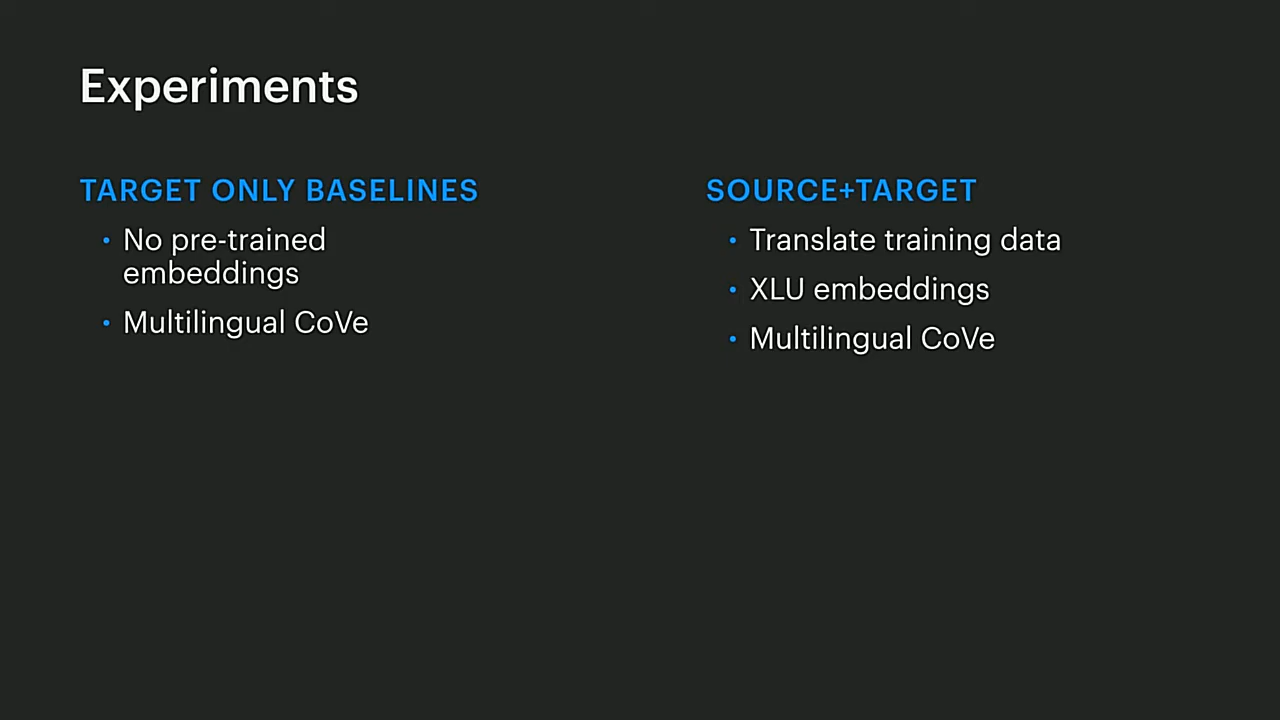 Experiments
TARGET ONLY BASELINES
• No pre-trained
embeddings
• Multilingual CoVe
SOURCE+TARGET
• Translate training data
• XLU embeddings
• Multilingual CoVe